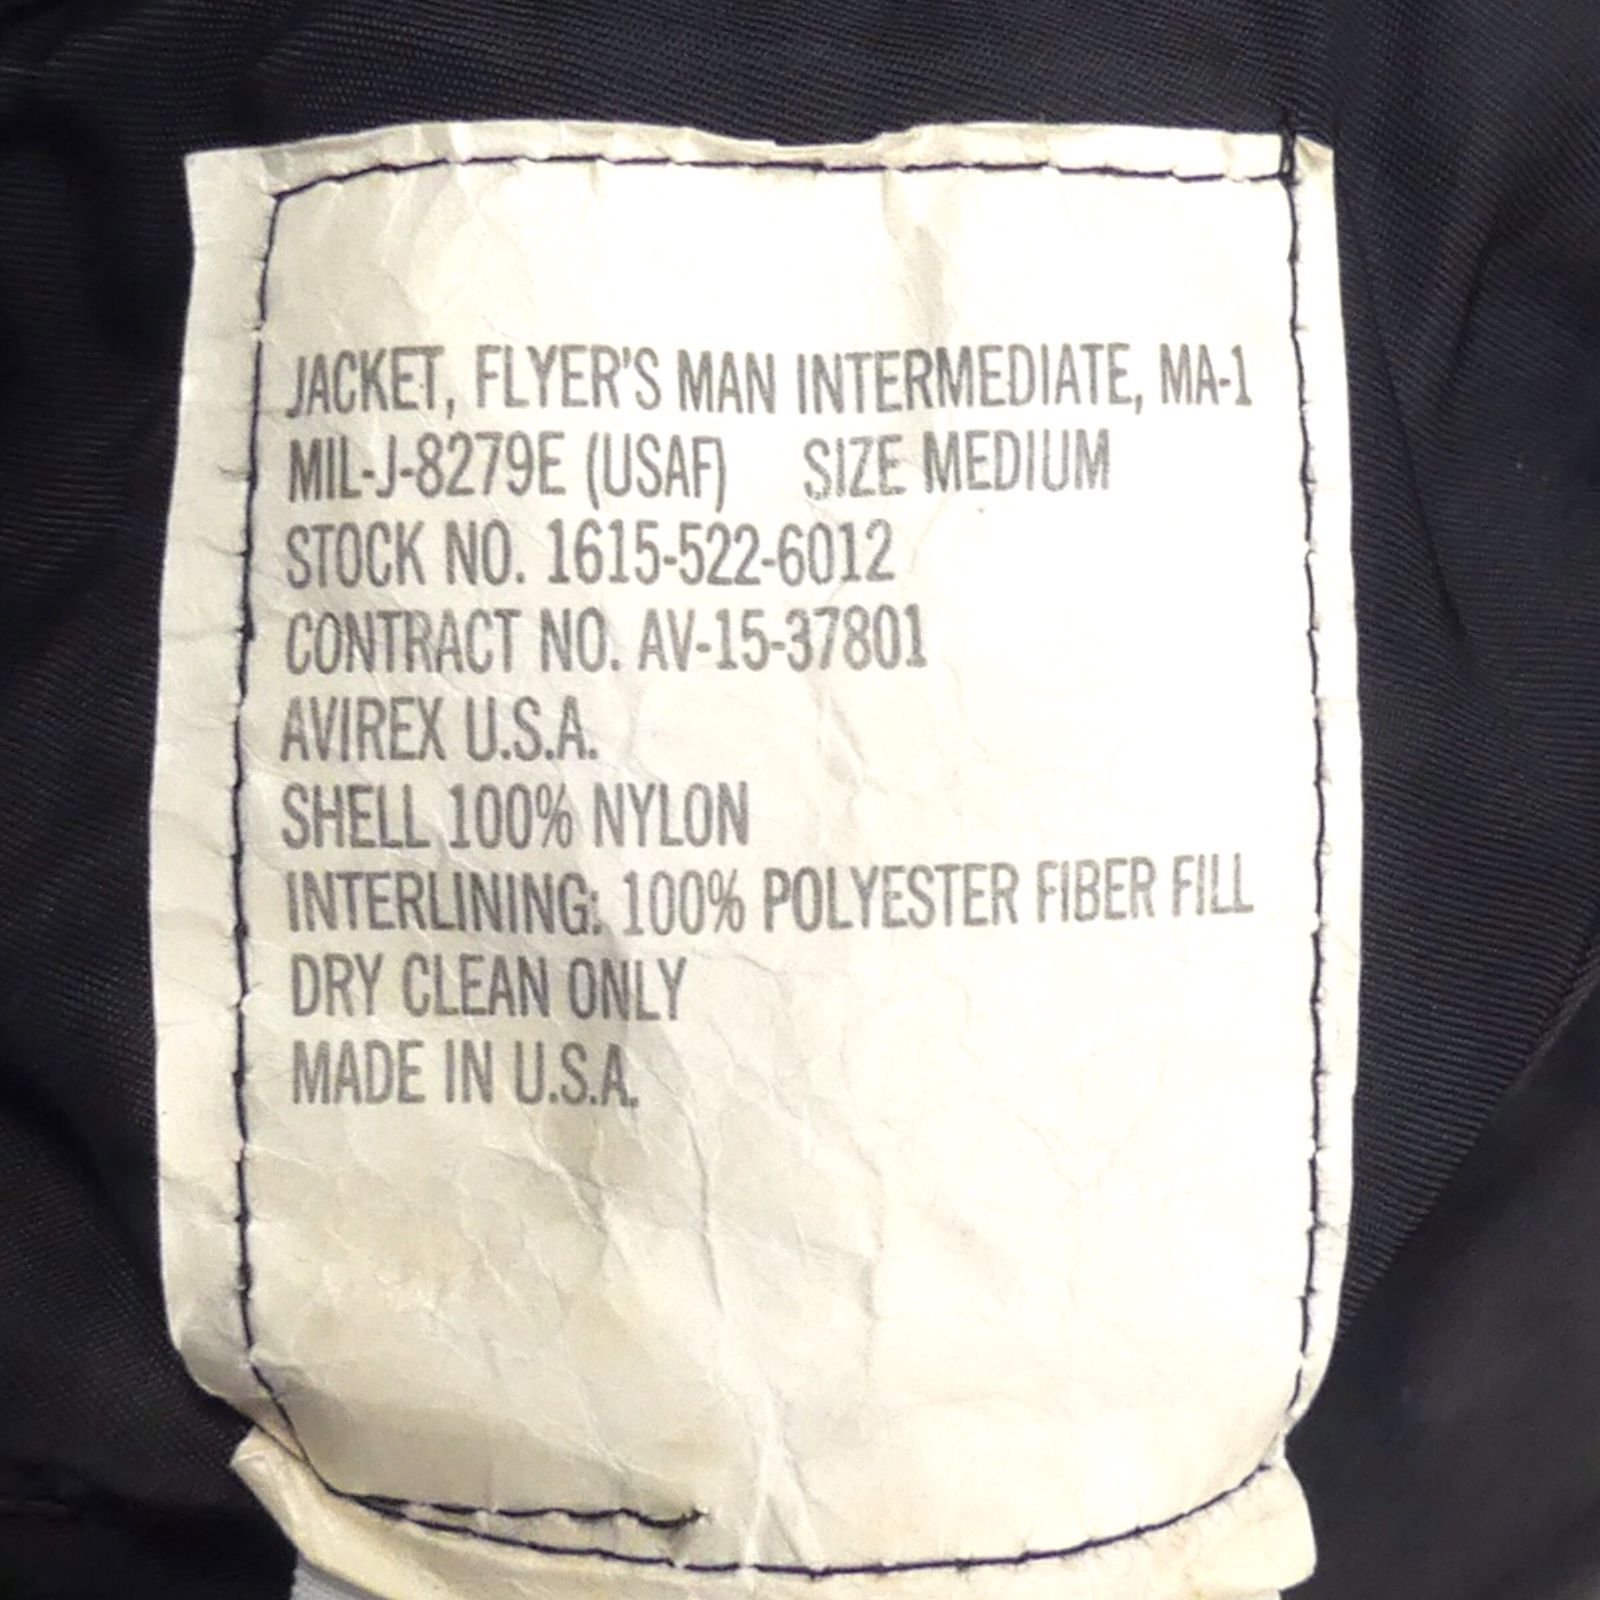 JACKET, FLYER'S MAN INTERMEDIATE, MA-1
MIL-J-8279E (USAF) SIZE MEDIUM
STOCK NO. 1615-522-6012
CONTRACT NO. AV-15-37801
AVIREX U.S.A.
SHELL 100% NYLON
INTERLINING: 100% POLYESTER FIBER FILL
DRY CLEAN ONLY
MADE IN U.S.A.